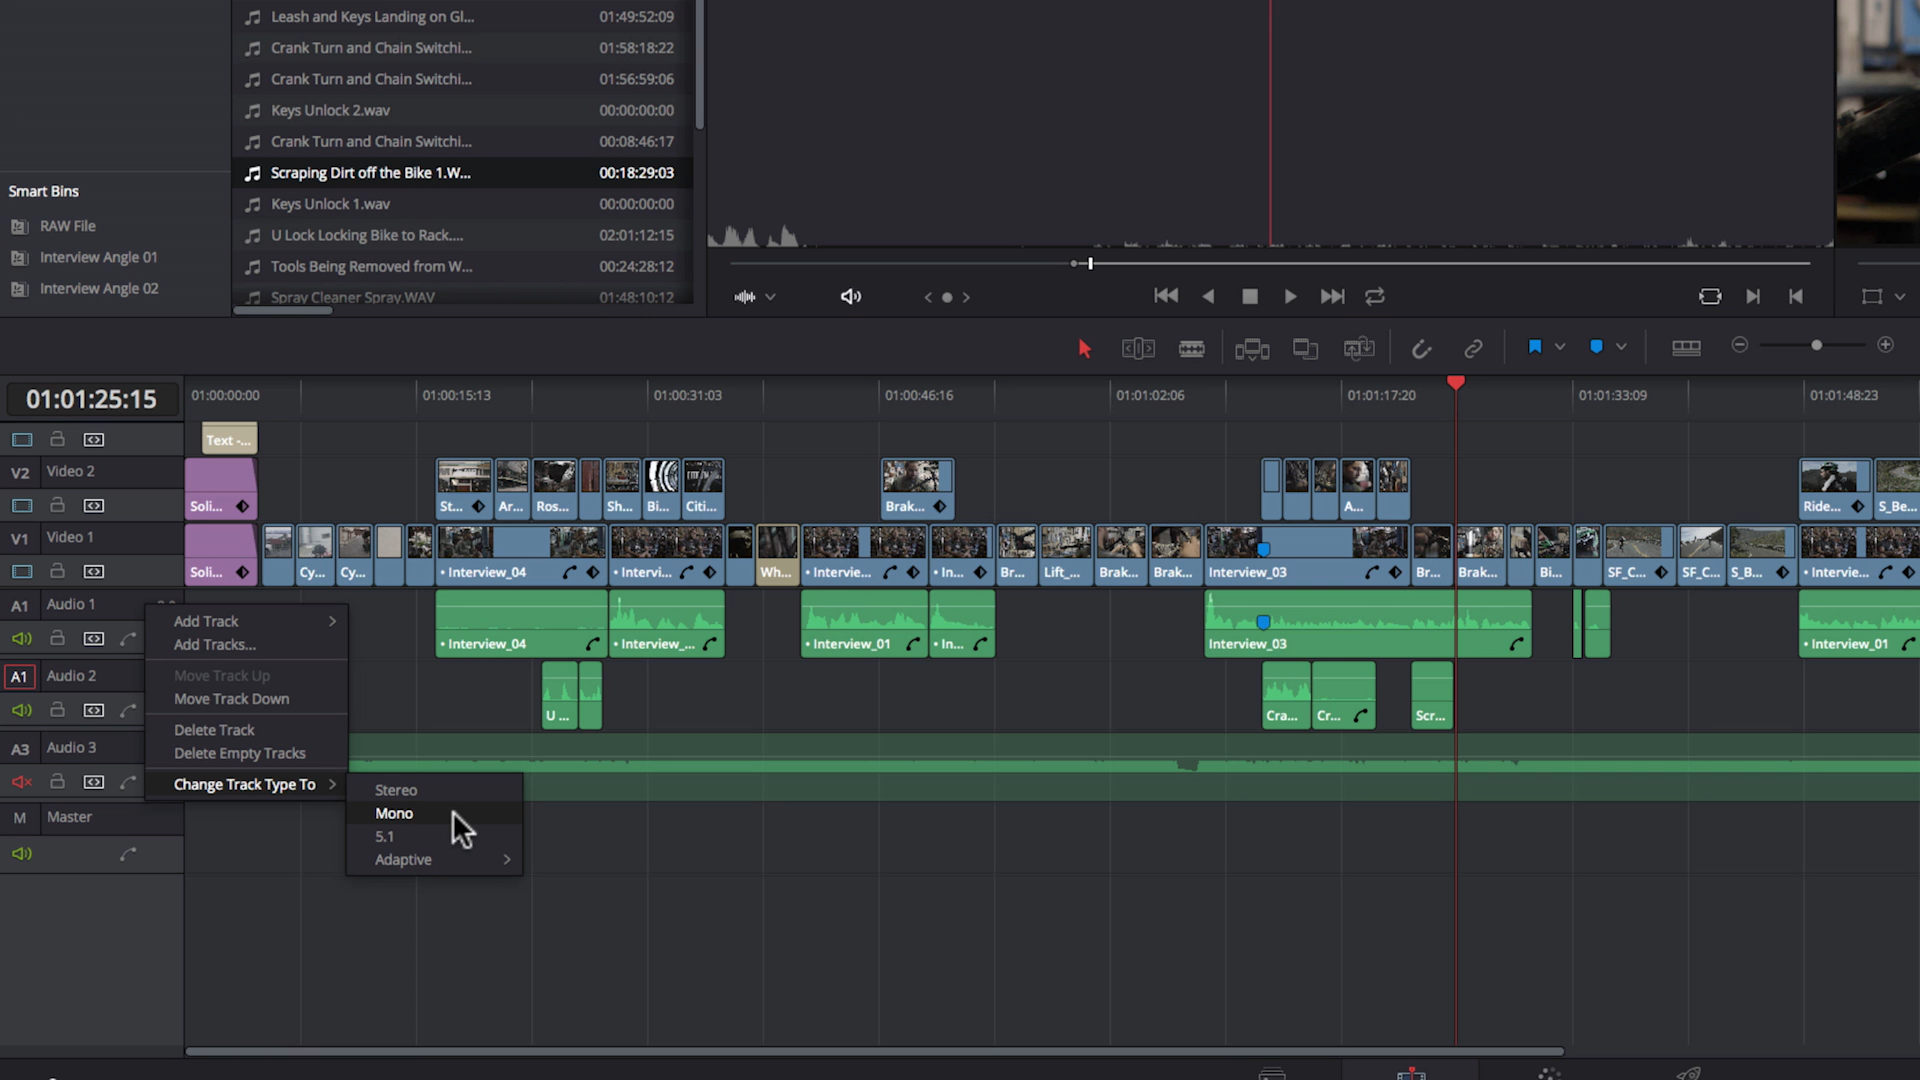 Leash and Keys Landing on Gl... 01:49:52:09
Crank Turn and Chain Switchi... 01:58:18:22
Crank Turn and Chain Switchi... 01:56:59:06
Keys Unlock 2.wav 00:00:00:00
Crank Turn and Chain Switchi... 00:08:46:17
Scraping Dirt off the Bike 1.W... 00:18:29:03
Keys Unlock 1.wav 00:00:00:00
U Lock Locking Bike to Rack.... 02:01:12:15
Tools Being Removed from W... 00:24:28:12
Spray Cleaner Spray.WAV 01:48:10:12
Smart Bins
RAW File
Interview Angle 01
Interview Angle 02
01:01:25:15
01:00:00:00 01:00:15:13 01:00:31:03 01:00:46:16 01:01:02:06 01:01:17:20 01:01:33:09 01:01:48:23
Text -...
V2 Video 2
Soli... St... Ar... Ros... Sh... Bi... Citi... Brak... A... Ride... S_Be...
V1 Video 1
Soli... Cy... Cy... • Interview_04 • Intervi... Wh... • Intervie... • In... Br... Lift_... Brak... Brak... Interview_03 Br... Brak... Bi... SF_C... SF_C... S_B... • Intervie...
A1 Audio 1
• Interview_04 • Interview_... • Interview_01 • In... Interview_03 • Interview_01
A1 Audio 2
U ... Cra... Cr... Scr...
A3 Audio 3
M Master
Add Track
Add Tracks...
Move Track Up
Move Track Down
Delete Track
Delete Empty Tracks
Change Track Type To
Stereo
Mono
5.1
Adaptive